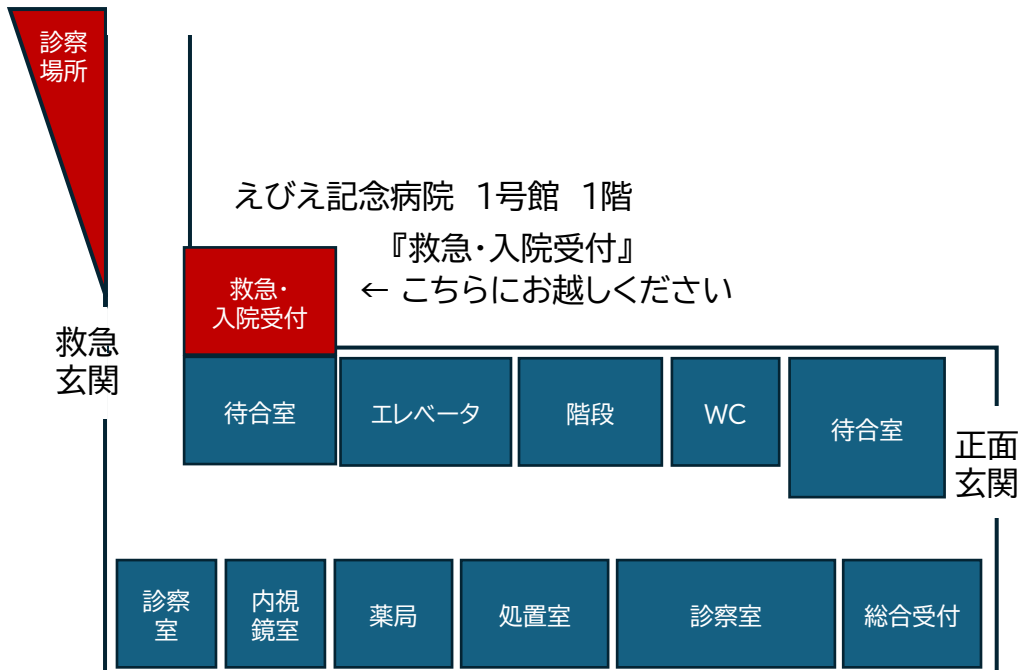 診察
場所
えびえ記念病院 1号館 1階
『救急・入院受付』
← こちらにお越しください
救急・
入院受付
救急
玄関
待合室
エレベータ
階段
WC
待合室
正面
玄関
診察
室
内視
鏡室
薬局
処置室
診察室
総合受付